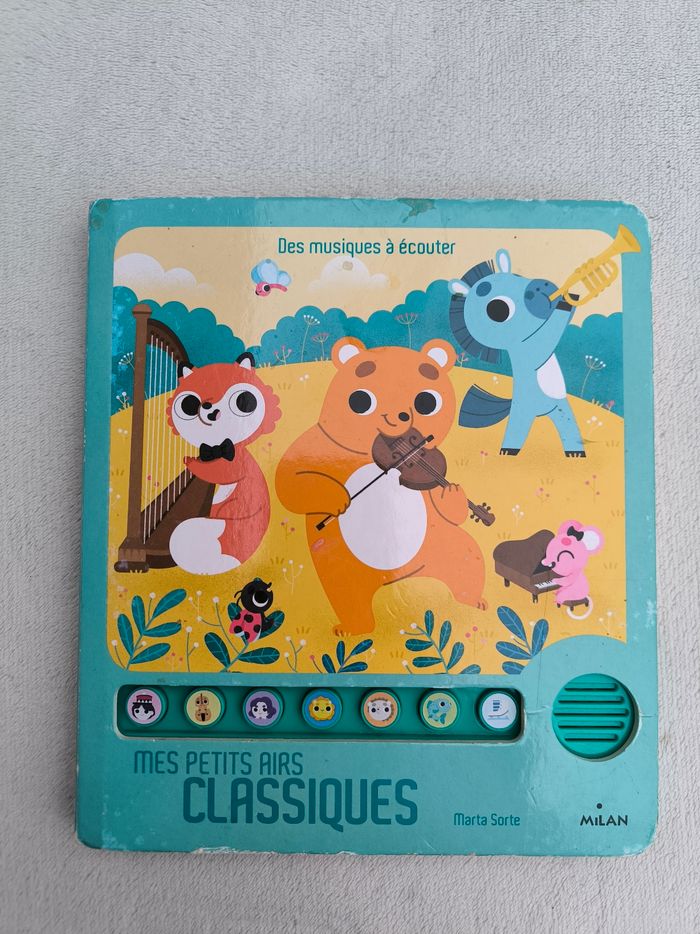 Des musiques à écouter
MES PETITS AIRS
CLASSIQUES
Marta Sorte
MiLAN